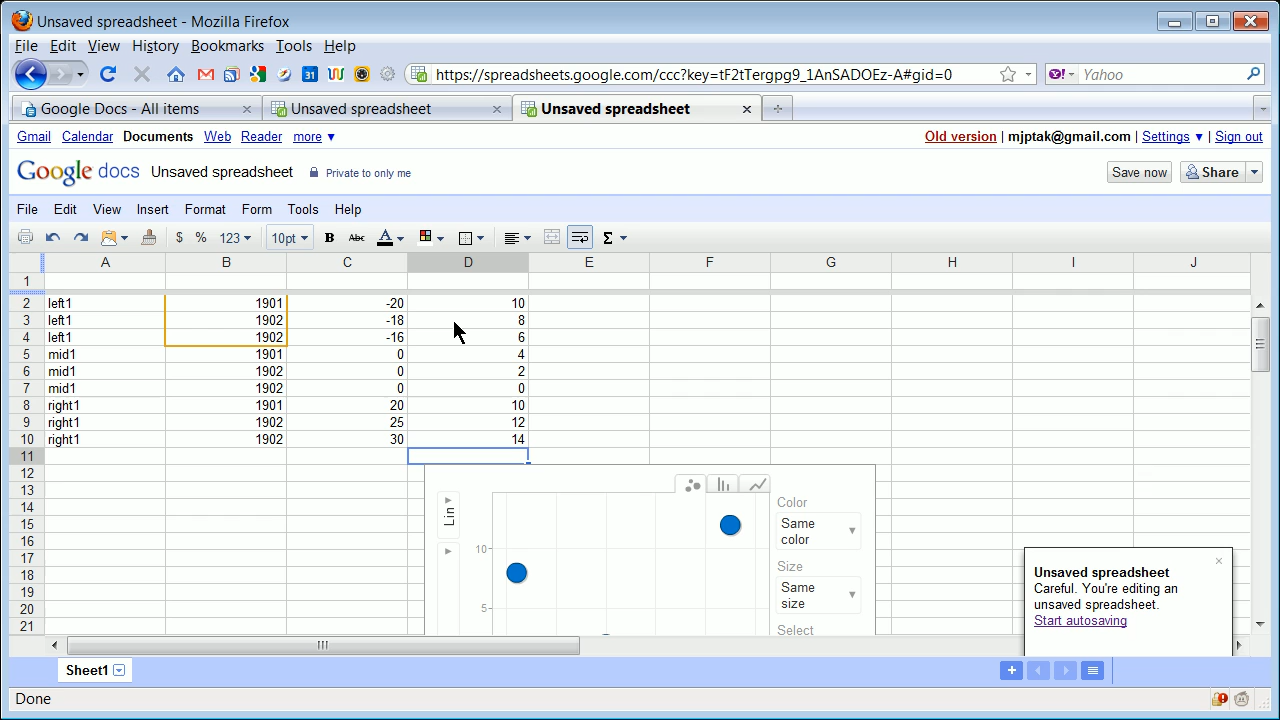 Unsaved spreadsheet - Mozilla Firefox
File Edit View History Bookmarks Tools Help
https://spreadsheets.google.com/ccc?key=tF2tTergpg9_1AnSADOEz-A#gid=0
Yahoo
Google Docs - All items
Unsaved spreadsheet
Unsaved spreadsheet
Gmail Calendar Documents Web Reader more ▼
Old version | mjptak@gmail.com | Settings ▼ | Sign out
Google docs Unsaved spreadsheet Private to only me
Save now Share
File Edit View Insert Format Form Tools Help
$ % 123 10pt B Abc A Σ
A B C D E F G H I J
1
2 left1 1901 -20 10
3 left1 1902 -18 8
4 left1 1902 -16 6
5 mid1 1901 0 4
6 mid1 1902 0 2
7 mid1 1902 0 0
8 right1 1901 20 10
9 right1 1902 25 12
10 right1 1902 30 14
11
12
13
14
15
16
17
18
19
20
21
Lin
10
5
Color
Same
color
Size
Same
size
Select
Unsaved spreadsheet
Careful. You're editing an
unsaved spreadsheet.
Start autosaving
Sheet1
Done